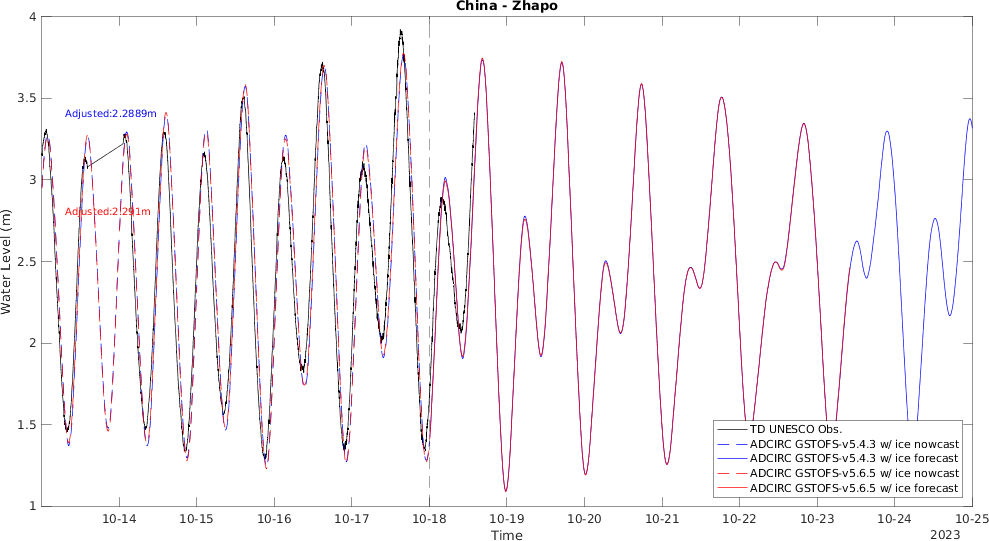 China - Zhapo
4
3.5
3
2.5
2
1.5
1
Water Level (m)
Adjusted:2.2889m
Adjusted:2.291m
TD UNESCO Obs.
ADCIRC GSTOFS-v5.4.3 w/ ice nowcast
ADCIRC GSTOFS-v5.4.3 w/ ice forecast
ADCIRC GSTOFS-v5.6.5 w/ ice nowcast
ADCIRC GSTOFS-v5.6.5 w/ ice forecast
10-14 10-15 10-16 10-17 10-18 10-19 10-20 10-21 10-22 10-23 10-24 10-25
Time
2023